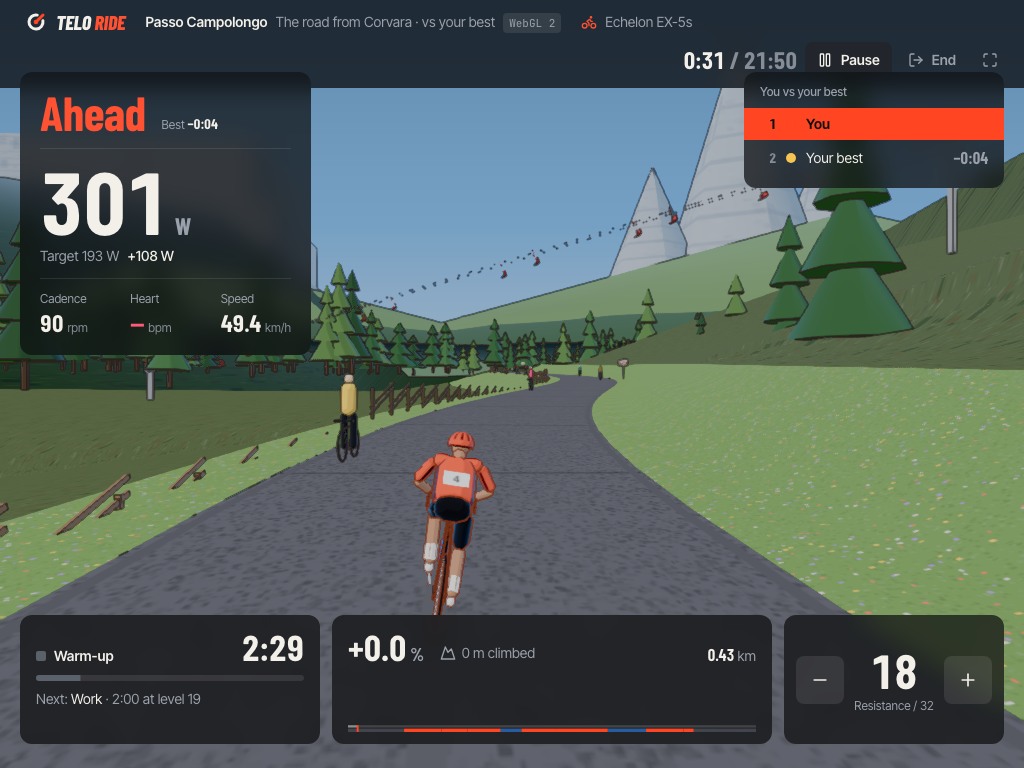 TELO RIDE Passo Campolongo The road from Corvara · vs your best WebGL 2 Echelon EX-5s
0:31 / 21:50 Pause End
Ahead Best −0:04
301 W
Target 193 W +108 W
Cadence Heart Speed
90 rpm – bpm 49.4 km/h
You vs your best
1 You
2 Your best −0:04
4
Warm-up 2:29
Next: Work · 2:00 at level 19
+0.0 % 0 m climbed 0.43 km
− 18 +
Resistance / 32